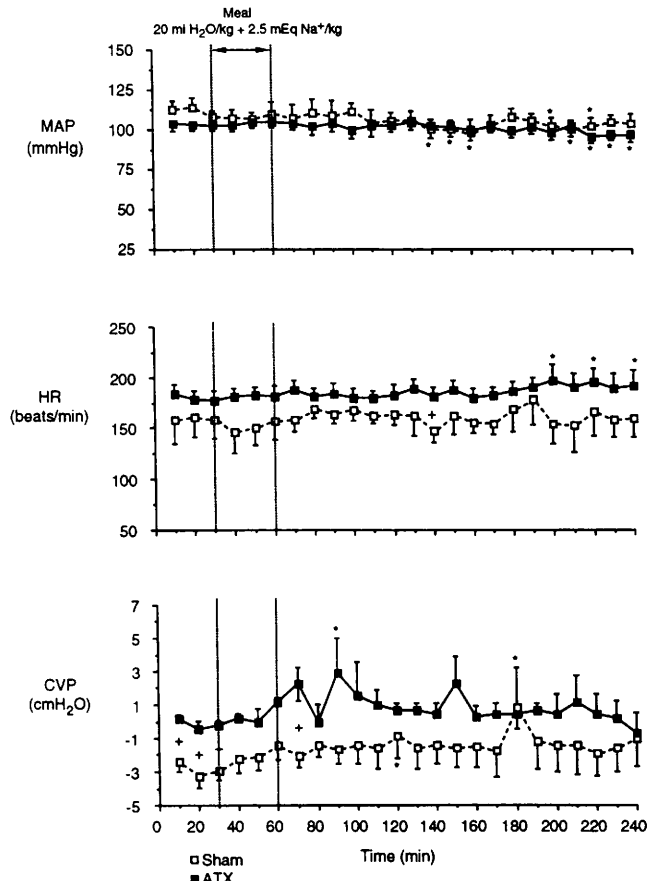 Meal
20 ml H₂O/kg + 2.5 mEq Na⁺/kg
150
125
100
75
50
25
MAP
(mmHg)
* * * * * * * * *
250
200
150
100
50
HR
(beats/min)
* * *
+
7
5
3
1
-1
-3
-5
CVP
(cmH₂O)
* *
+ + + +
*
0 20 40 60 80 100 120 140 160 180 200 220 240
Time (min)
□ Sham
■ ATX